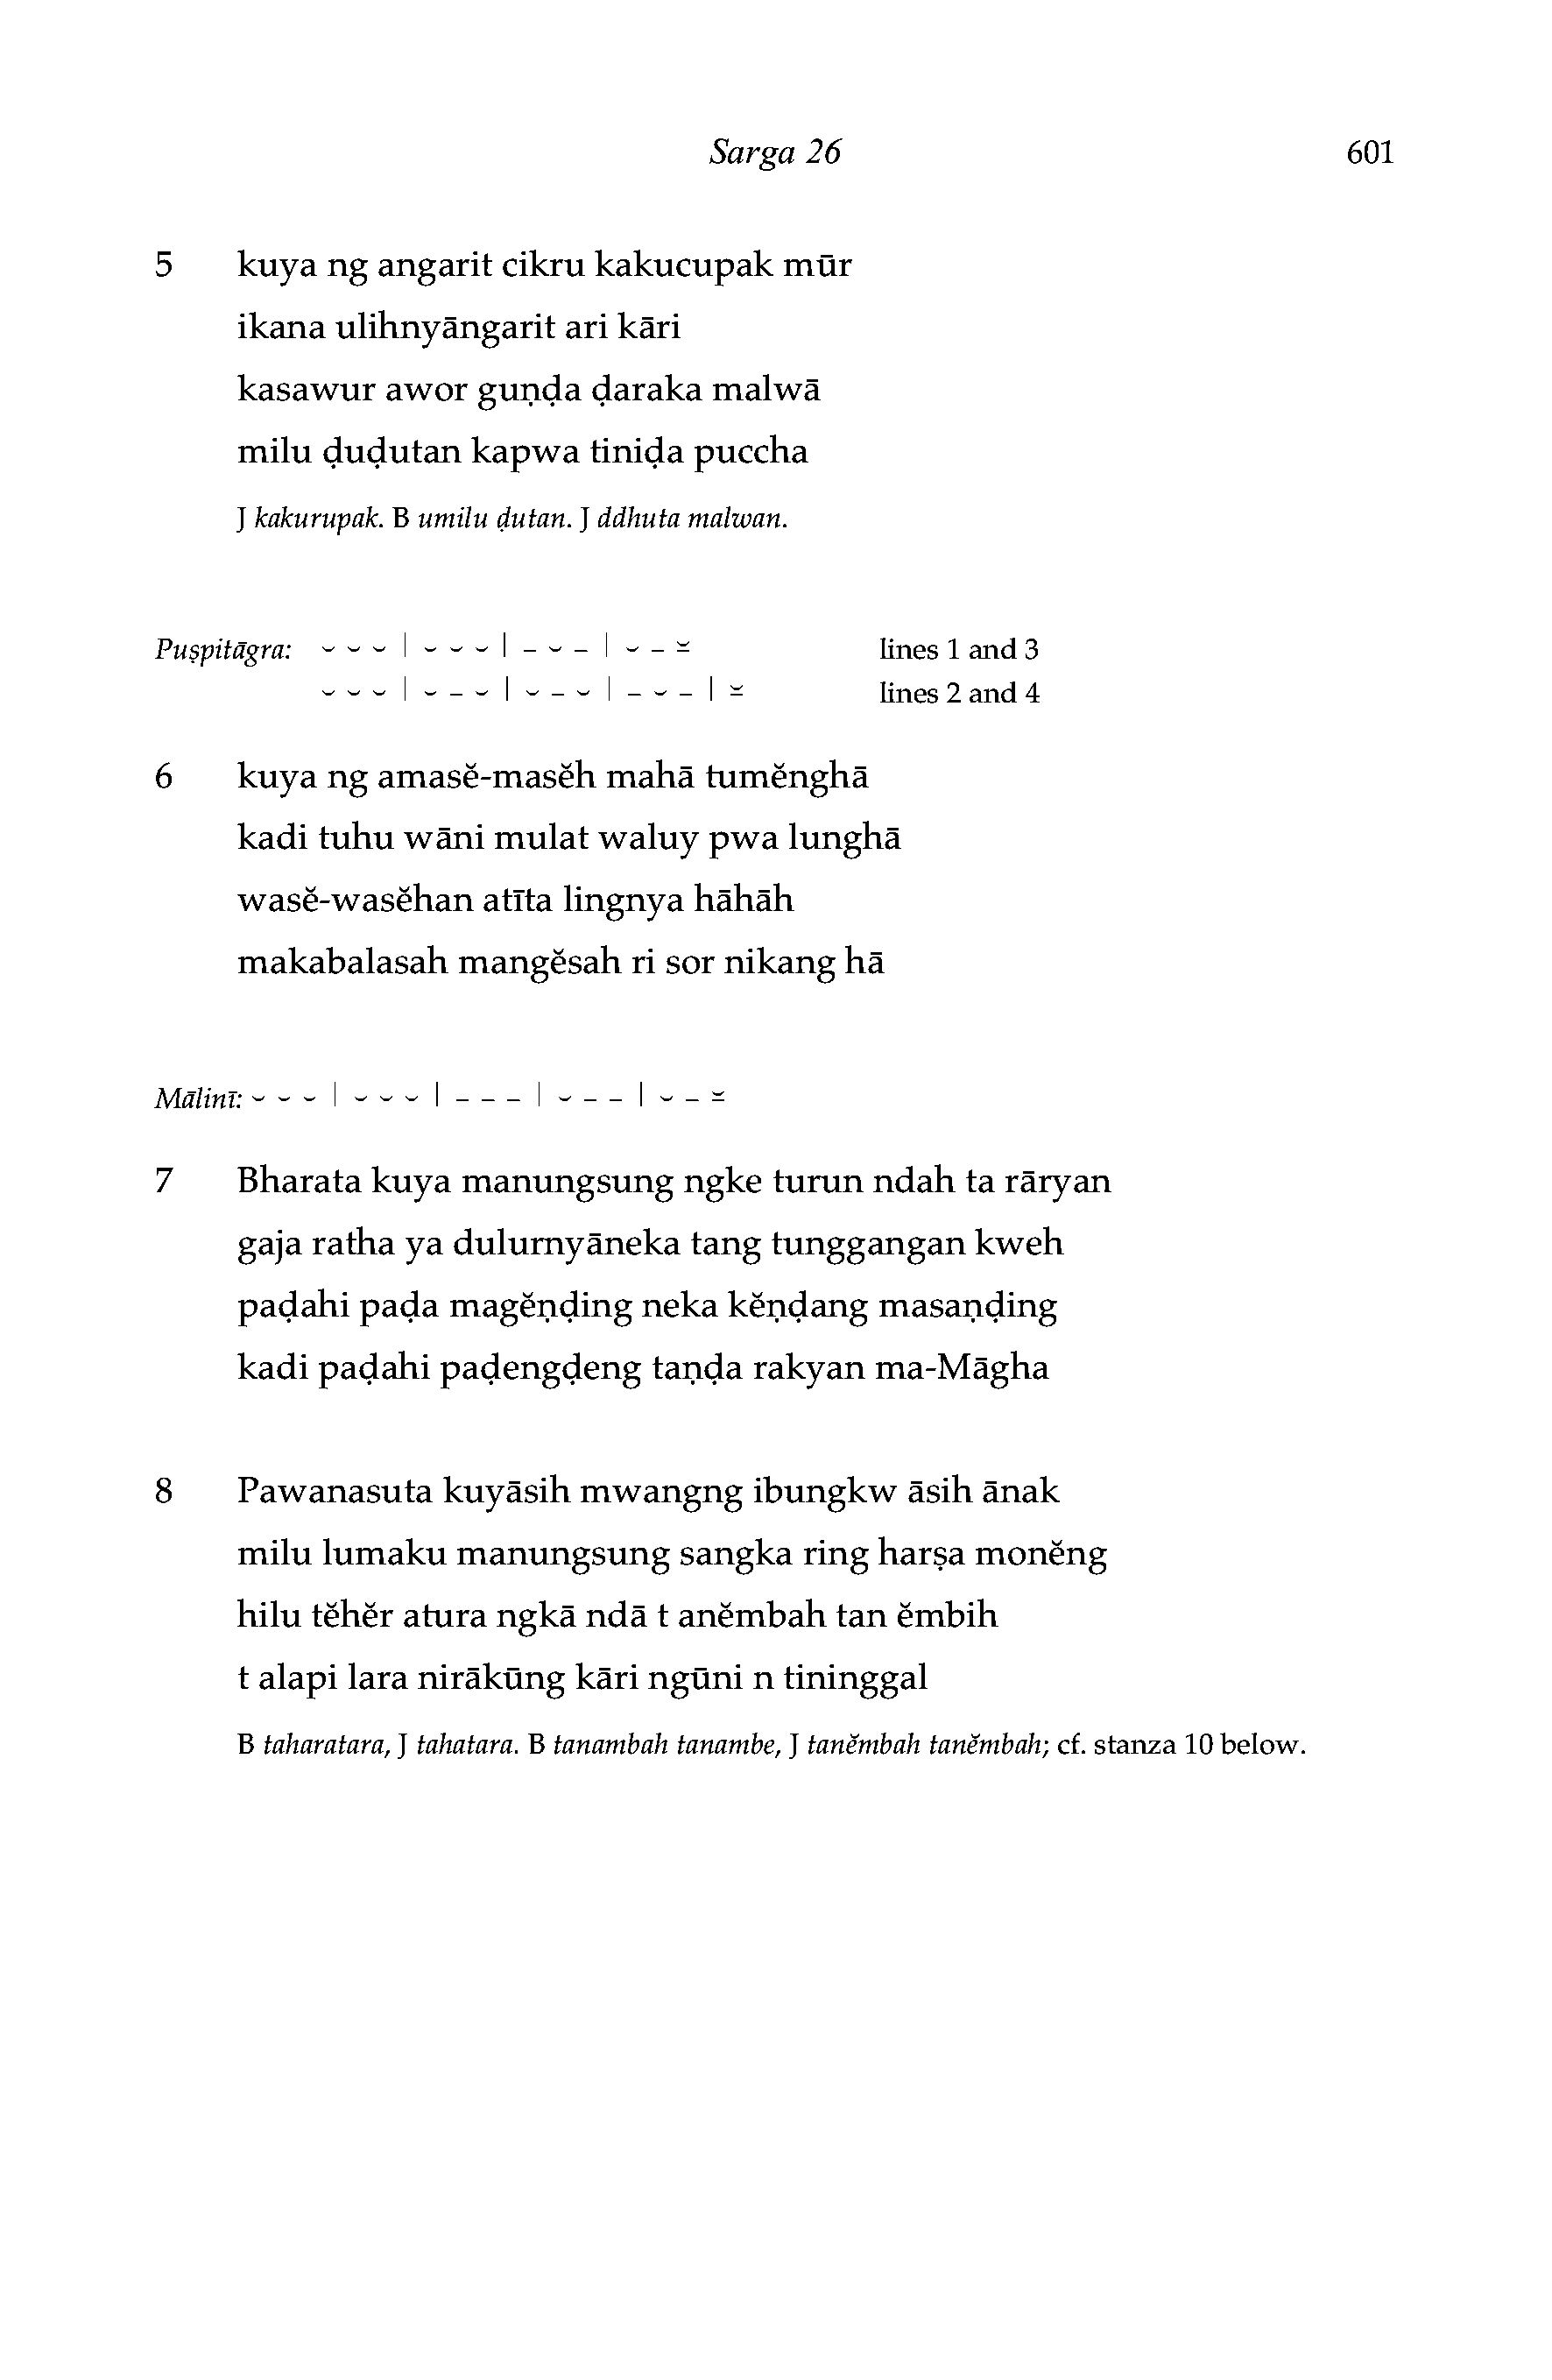 Sarga 26 601
5 kuya ng angarit cikru kakucupak mūr
ikana ulihnyāngarit ari kāri
kasawur awor guṇḍa ḍaraka malwā
milu ḍuḍutan kapwa tiniḍa puccha
J kakurupak. B umilu ḍutan. J ddhuta malwan.
Puṣpitāgra: ⏑ ⏑ ⏑ | ⏑ ⏑ ⏑ | – ⏑ – | ⏑ – ⏓ lines 1 and 3
⏑ ⏑ ⏑ | ⏑ – ⏑ | ⏑ – ⏑ | – ⏑ – | ⏓ lines 2 and 4
6 kuya ng amasĕ-masĕh mahā tumĕnghā
kadi tuhu wāni mulat waluy pwa lunghā
wasĕ-wasĕhan atīta lingnya hāhāh
makabalasah mangĕsah ri sor nikang hā
Mālinī: ⏑ ⏑ ⏑ | ⏑ ⏑ ⏑ | – – – | ⏑ – – | ⏑ – ⏓
7 Bharata kuya manungsung ngke turun ndah ta rāryan
gaja ratha ya dulurnyāneka tang tunggangan kweh
paḍahi paḍa magĕṇḍing neka kĕṇḍang masaṇḍing
kadi paḍahi paḍengḍeng taṇḍa rakyan ma-Māgha
8 Pawanasuta kuyāsih mwangng ibungkw āsih ānak
milu lumaku manungsung sangka ring harṣa monĕng
hilu tĕhĕr atura ngkā ndā t anĕmbah tan ĕmbih
t alapi lara nirākūng kāri ngūni n tininggal
B taharatara, J tahatara. B tanambah tanambe, J tanĕmbah tanĕmbah; cf. stanza 10 below.